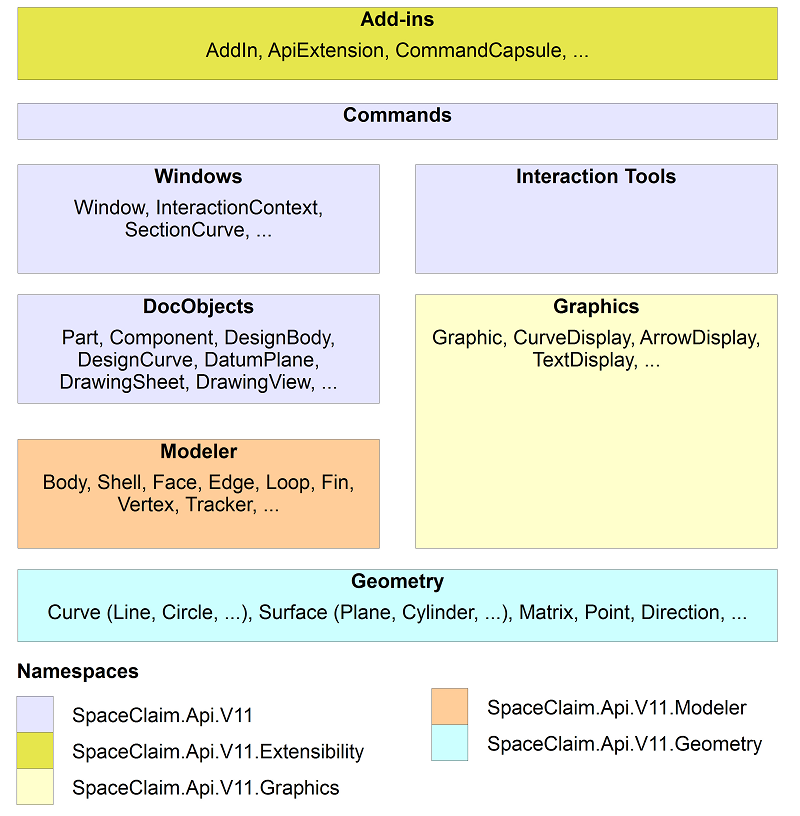 Add-ins
AddIn, ApiExtension, CommandCapsule, ...
Commands
Windows
Window, InteractionContext,
SectionCurve, ...
Interaction Tools
DocObjects
Part, Component, DesignBody,
DesignCurve, DatumPlane,
DrawingSheet, DrawingView, ...
Graphics
Graphic, CurveDisplay, ArrowDisplay,
TextDisplay, ...
Modeler
Body, Shell, Face, Edge, Loop, Fin,
Vertex, Tracker, ...
Geometry
Curve (Line, Circle, ...), Surface (Plane, Cylinder, ...), Matrix, Point, Direction, ...
Namespaces
SpaceClaim.Api.V11
SpaceClaim.Api.V11.Extensibility
SpaceClaim.Api.V11.Graphics
SpaceClaim.Api.V11.Modeler
SpaceClaim.Api.V11.Geometry